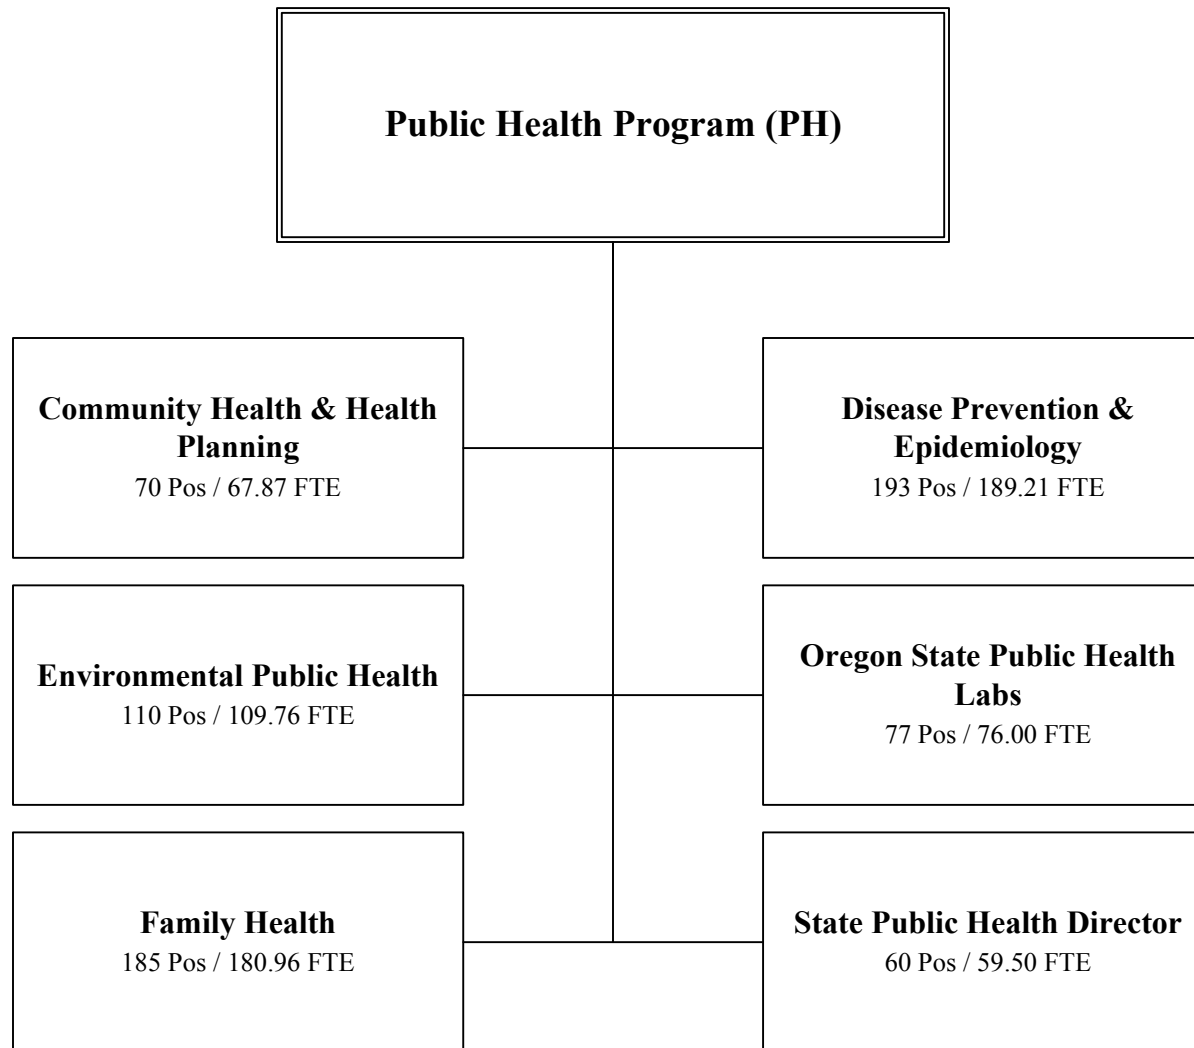 Public Health Program (PH)
Community Health & Health
Planning
70 Pos / 67.87 FTE
Disease Prevention &
Epidemiology
193 Pos / 189.21 FTE
Environmental Public Health
110 Pos / 109.76 FTE
Oregon State Public Health
Labs
77 Pos / 76.00 FTE
Family Health
185 Pos / 180.96 FTE
State Public Health Director
60 Pos / 59.50 FTE